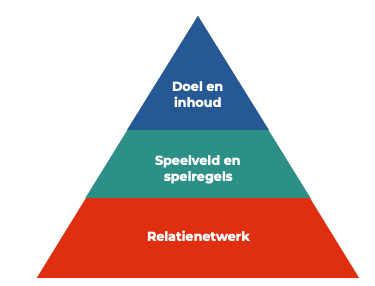 Doel en
inhoud
Speelveld en
spelregels
Relatienetwerk